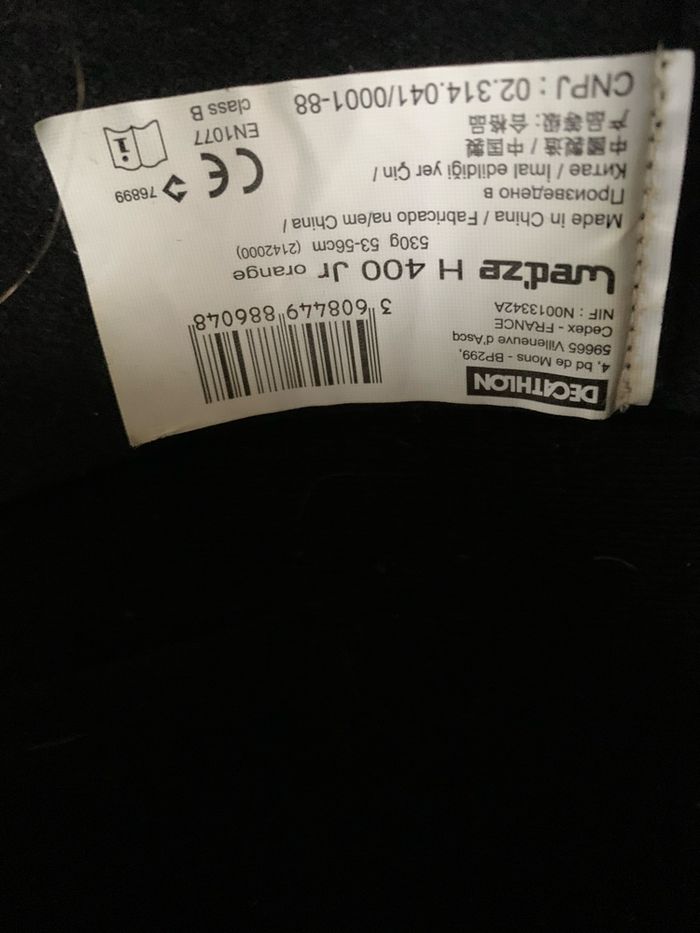 DECATHLON
4, bd de Mons - BP299,
59665 Villeneuve d'Ascq
Cedex - FRANCE
NIF : N0013342A
3 608449 886048
Wed'ze H 400 Jr orange
530g 53-56cm (2142000)
Made in China / Fabricado na/em China /
Произведено в
Китае / İmal edildiği yer Çin /
中國製造 / 中国製
产品等级: 合格品
CNPJ : 02.314.041/0001-88
CE
76899
EN1077
class B
i